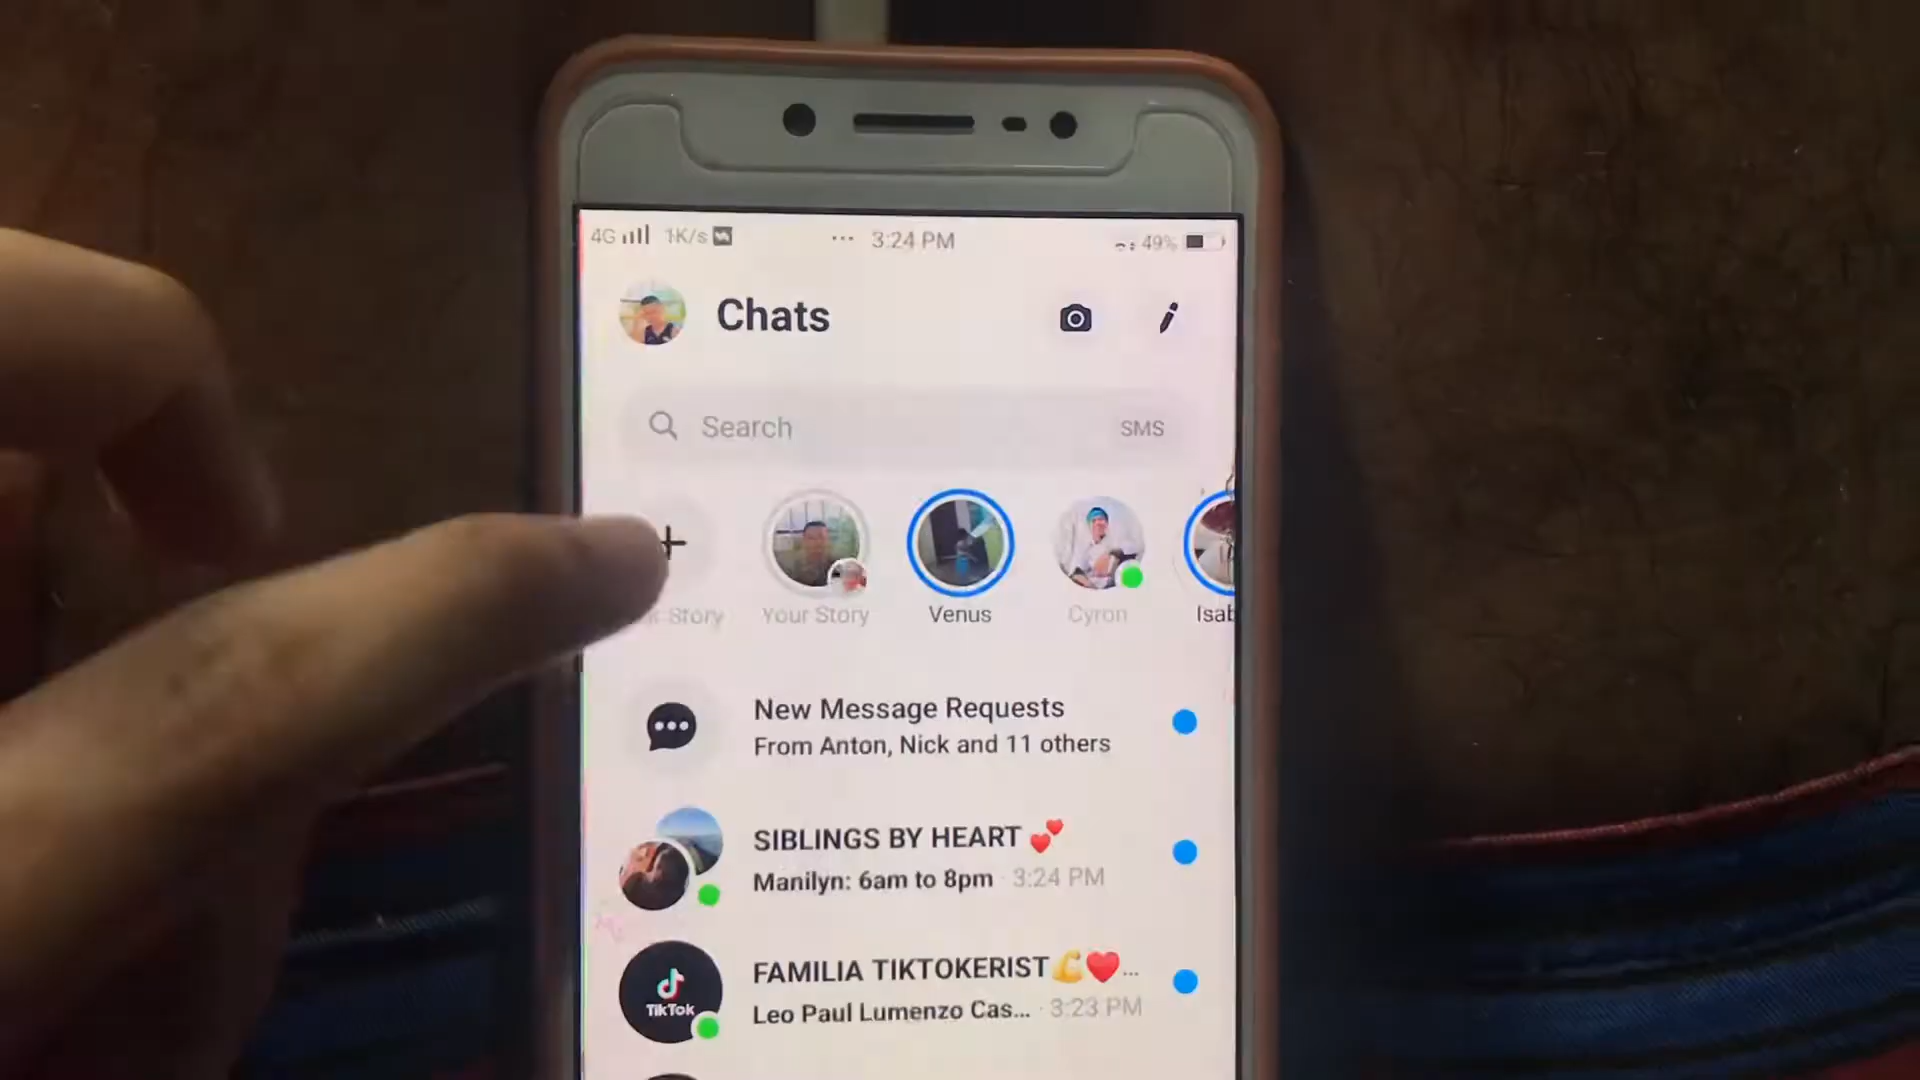 4G 1K/s ... 3:24 PM 49%
Chats
Search SMS
Story Your Story Venus Cyron Isab
New Message Requests
From Anton, Nick and 11 others
SIBLINGS BY HEART 💕
Manilyn: 6am to 8pm · 3:24 PM
FAMILIA TIKTOKERIST💪❤️...
TikTok
Leo Paul Lumenzo Cas... · 3:23 PM